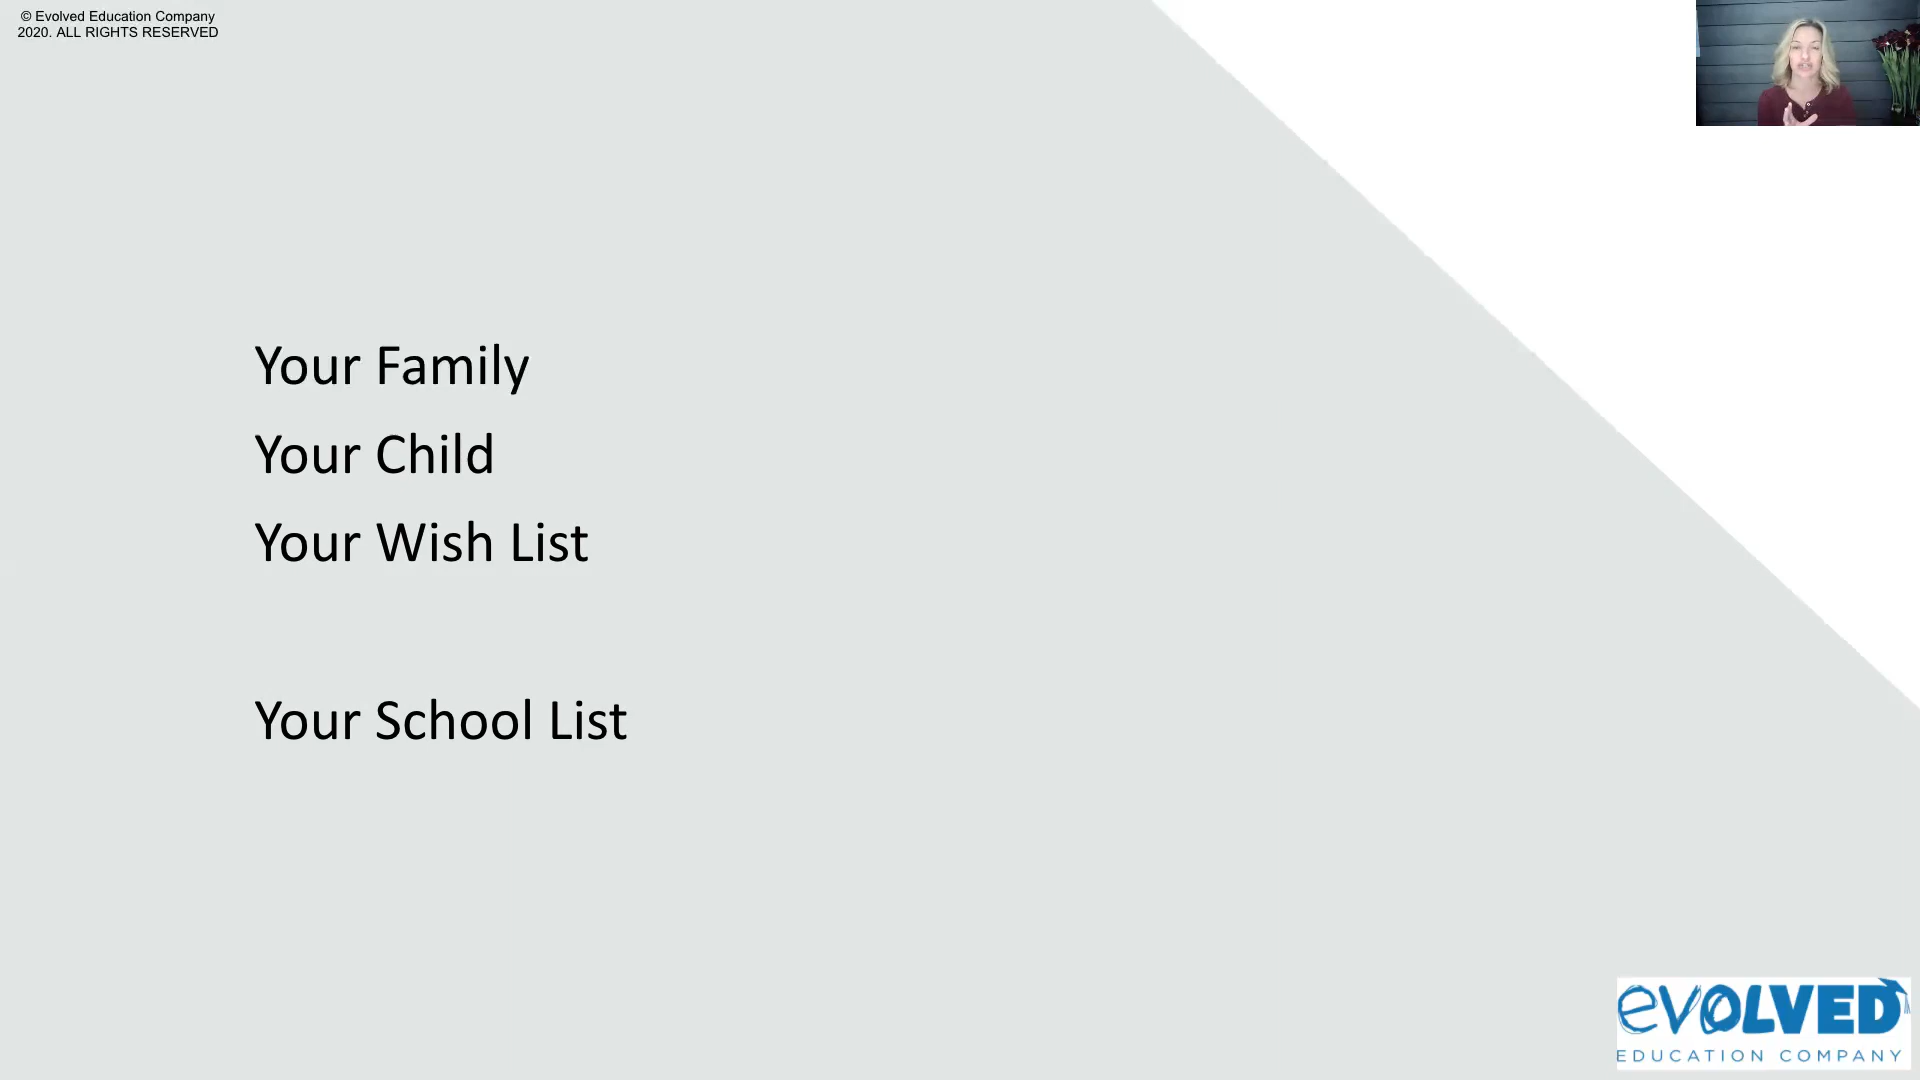 © Evolved Education Company
2020. ALL RIGHTS RESERVED
Your Family
Your Child
Your Wish List
Your School List
evOLVED
EDUCATION COMPANY